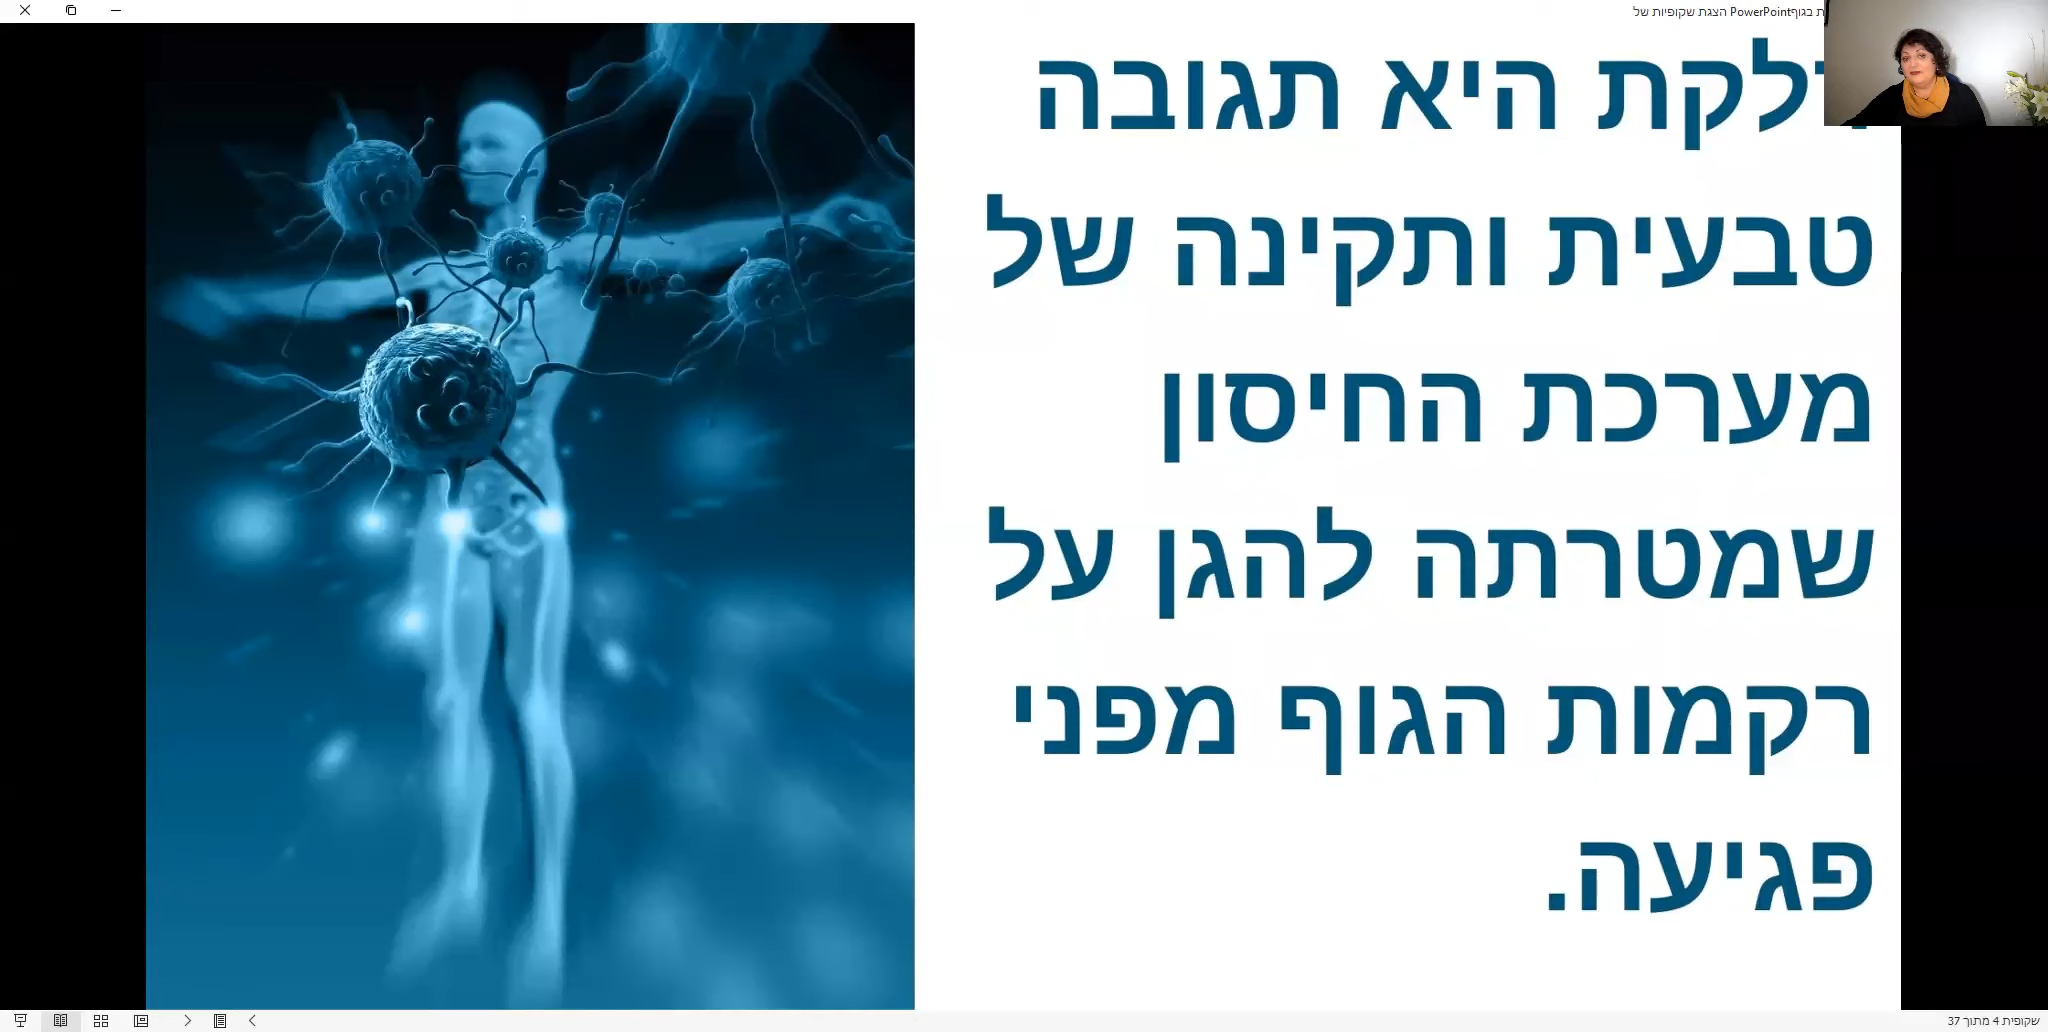 בגוף PowerPoint הצגת שקופיות של
היא תגובה
טבעית ותקינה של
מערכת החיסון
שמטרתה להגן על
רקמות הגוף מפני
פגיעה.
שקופית 4 מתוך 37